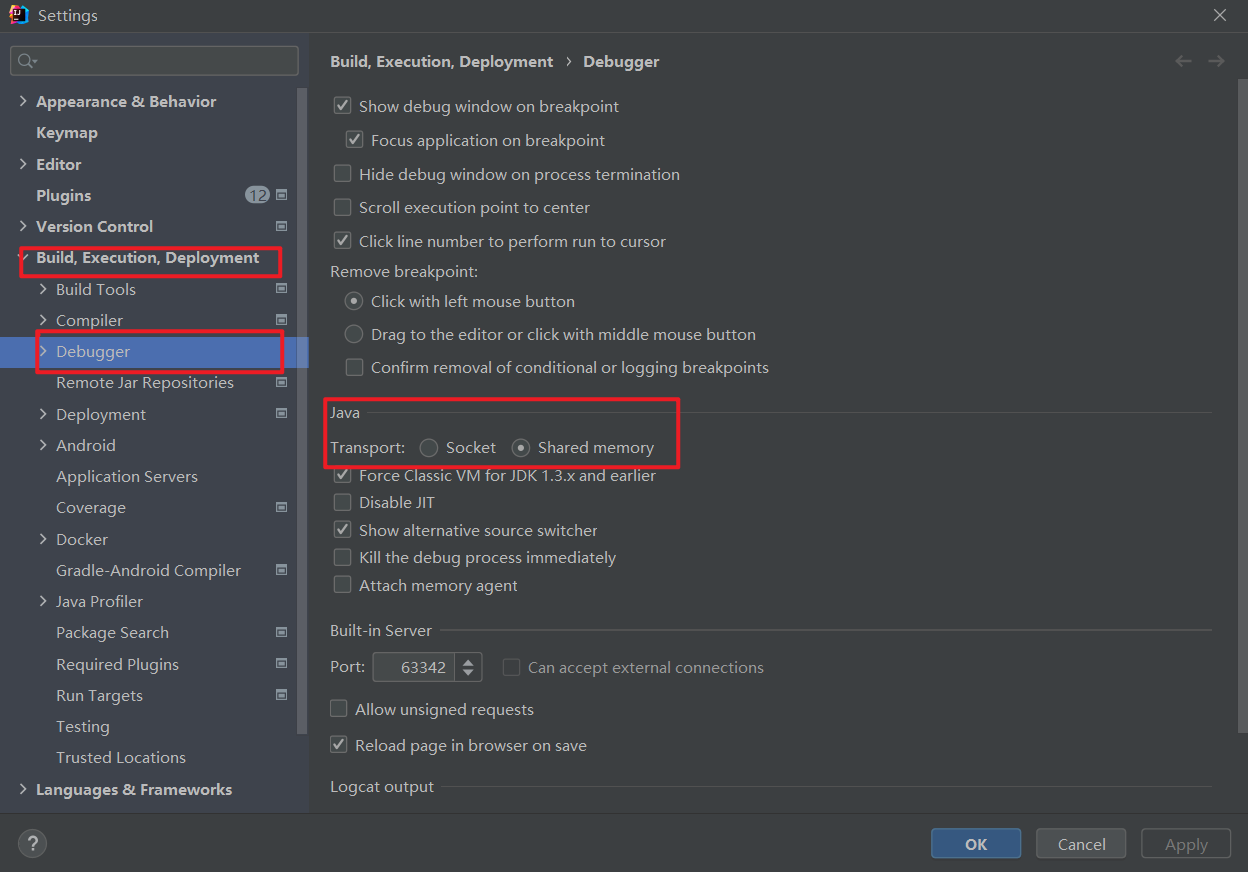 Settings
Appearance & Behavior
Keymap
Editor
Plugins 12
Version Control
Build, Execution, Deployment
Build Tools
Compiler
Debugger
Remote Jar Repositories
Deployment
Android
Application Servers
Coverage
Docker
Gradle-Android Compiler
Java Profiler
Package Search
Required Plugins
Run Targets
Testing
Trusted Locations
Languages & Frameworks
Build, Execution, Deployment › Debugger
Show debug window on breakpoint
Focus application on breakpoint
Hide debug window on process termination
Scroll execution point to center
Click line number to perform run to cursor
Remove breakpoint:
Click with left mouse button
Drag to the editor or click with middle mouse button
Confirm removal of conditional or logging breakpoints
Java
Transport: Socket Shared memory
Force Classic VM for JDK 1.3.x and earlier
Disable JIT
Show alternative source switcher
Kill the debug process immediately
Attach memory agent
Built-in Server
Port: 63342 Can accept external connections
Allow unsigned requests
Reload page in browser on save
Logcat output
? OK Cancel Apply